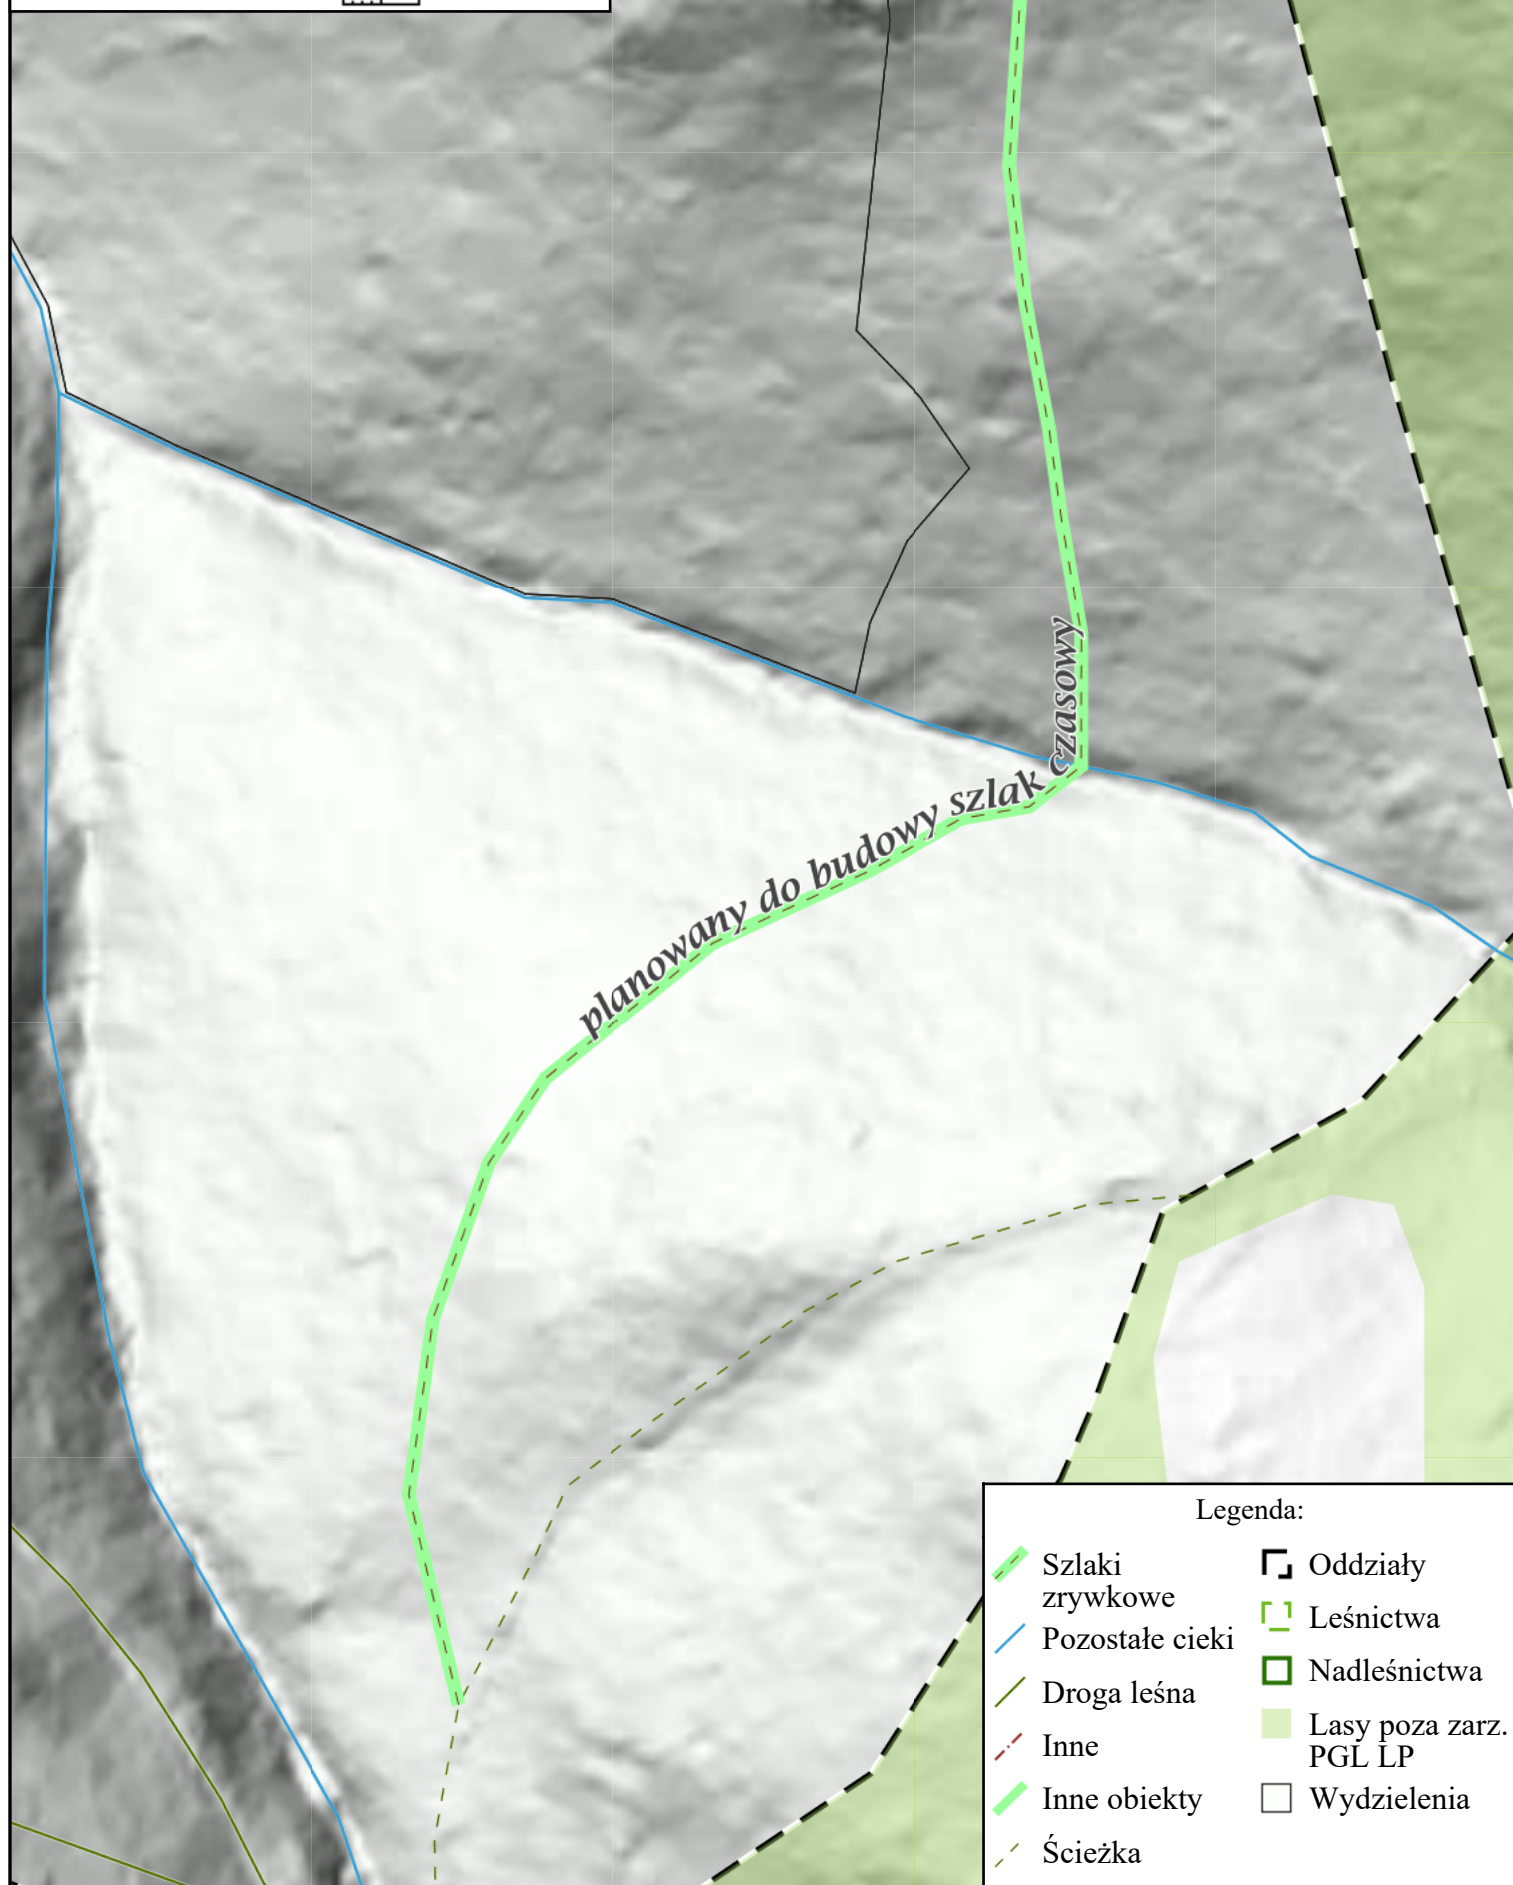 planowany do budowy szlak czasowy
Legenda:
Szlaki
zrywkowe
Pozostałe cieki
Droga leśna
Inne
Inne obiekty
Ścieżka
Oddziały
Leśnictwa
Nadleśnictwa
Lasy poza zarz.
PGL LP
Wydzielenia